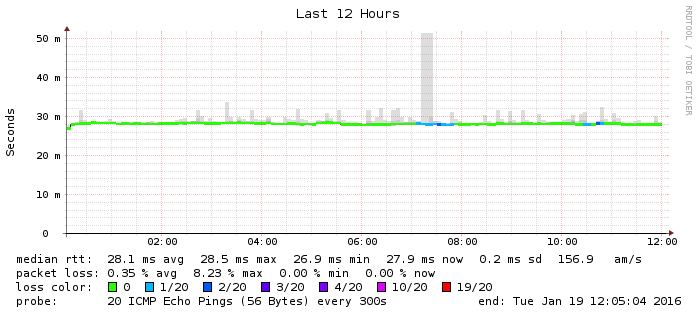 Last 12 Hours
RRDTOOL / TOBI OETIKER
Seconds
50 m
40 m
30 m
20 m
10 m
0
02:00 04:00 06:00 08:00 10:00 12:00
median rtt: 28.1 ms avg 28.5 ms max 26.9 ms min 27.9 ms now 0.2 ms sd 156.9 am/s
packet loss: 0.35 % avg 8.23 % max 0.00 % min 0.00 % now
loss color: 0 1/20 2/20 3/20 4/20 10/20 19/20
probe: 20 ICMP Echo Pings (56 Bytes) every 300s end: Tue Jan 19 12:05:04 2016